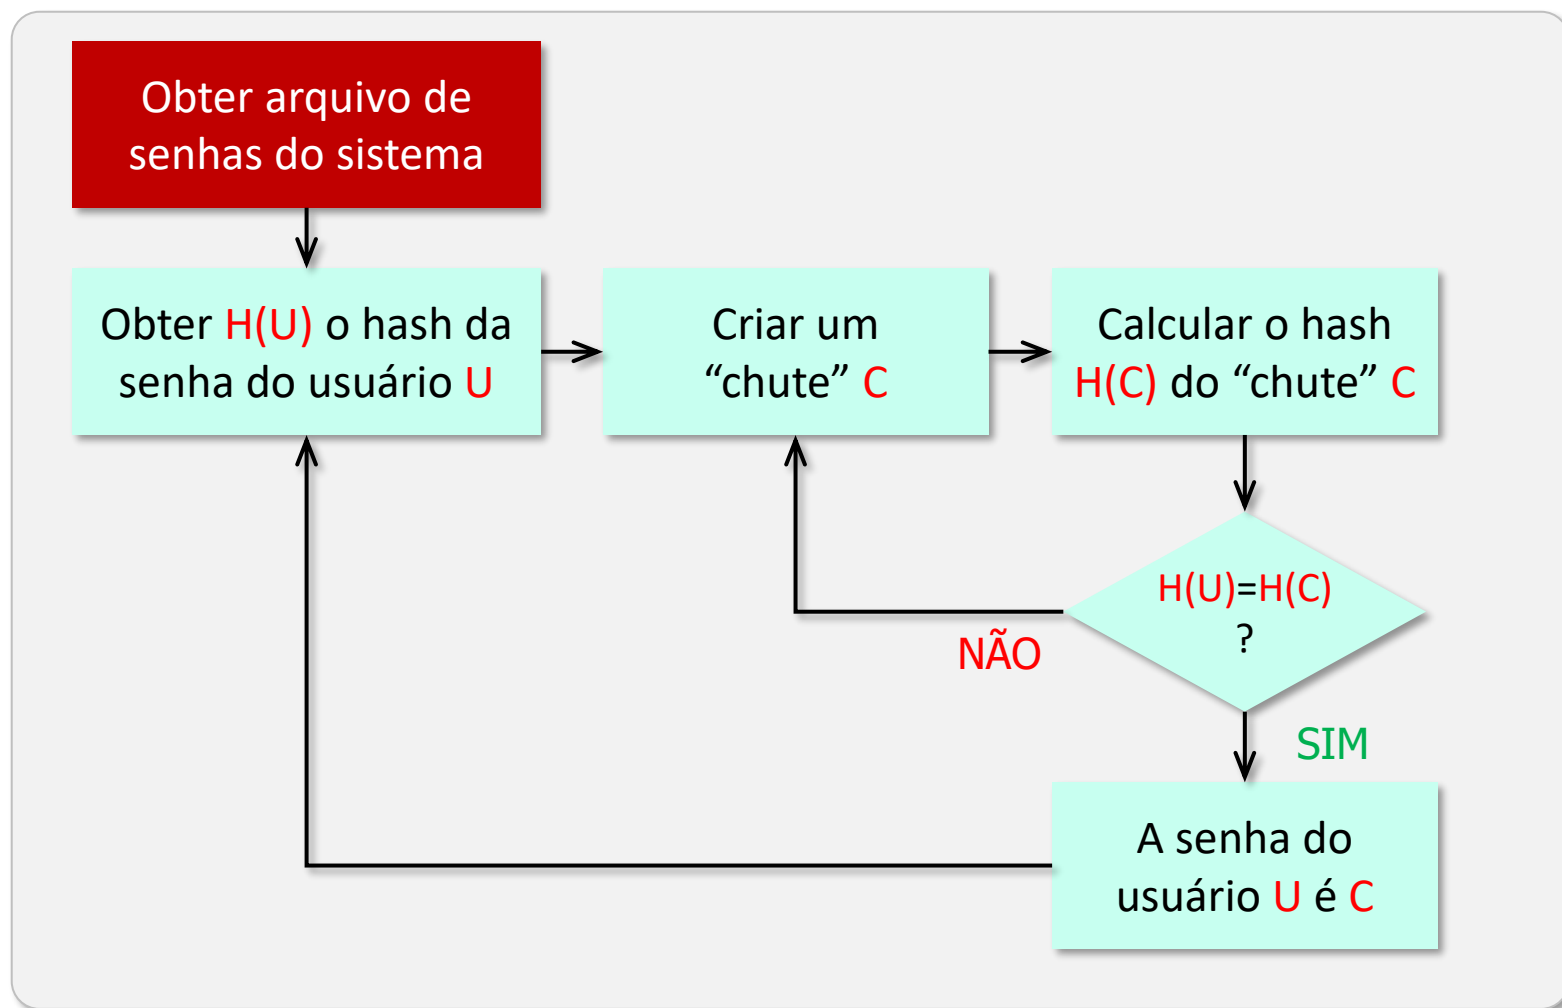 Obter arquivo de
senhas do sistema
Obter H(U) o hash da
senha do usuário U
Criar um
“chute” C
Calcular o hash
H(C) do “chute” C
H(U)=H(C)
?
NÃO
SIM
A senha do
usuário U é C